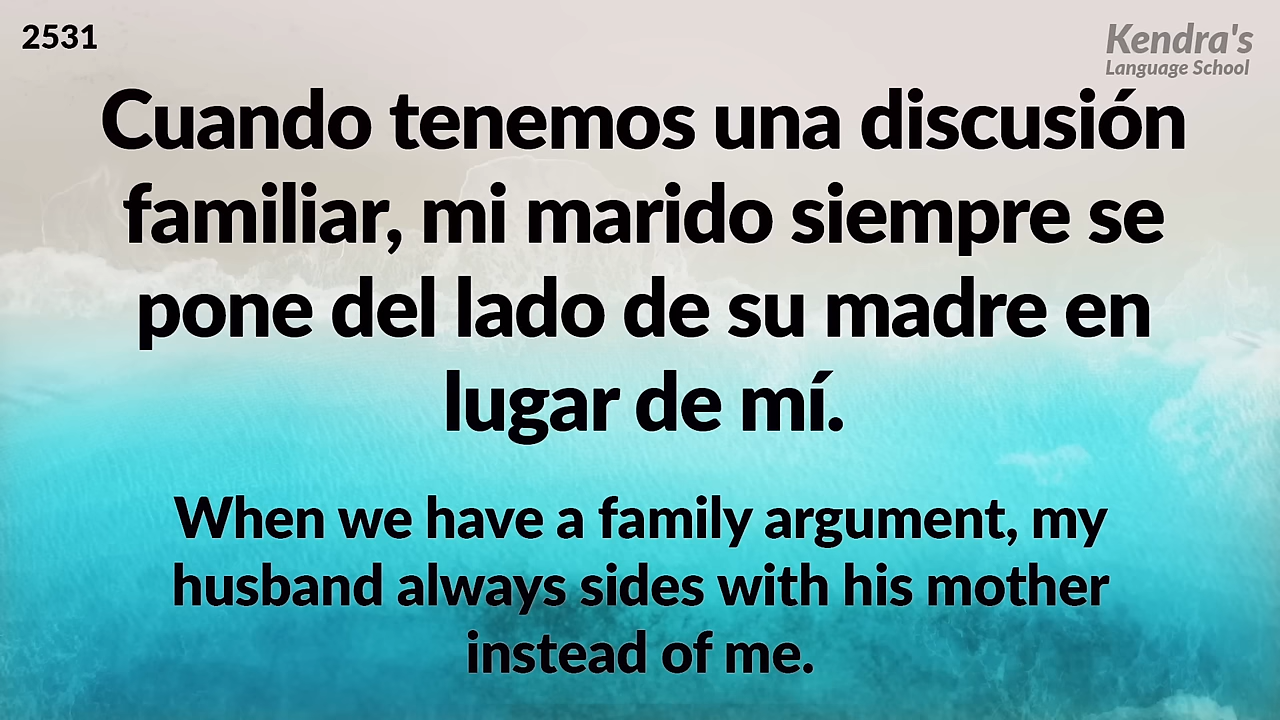 2531
Kendra's
Language School
Cuando tenemos una discusión
familiar, mi marido siempre se
pone del lado de su madre en
lugar de mí.
When we have a family argument, my
husband always sides with his mother
instead of me.